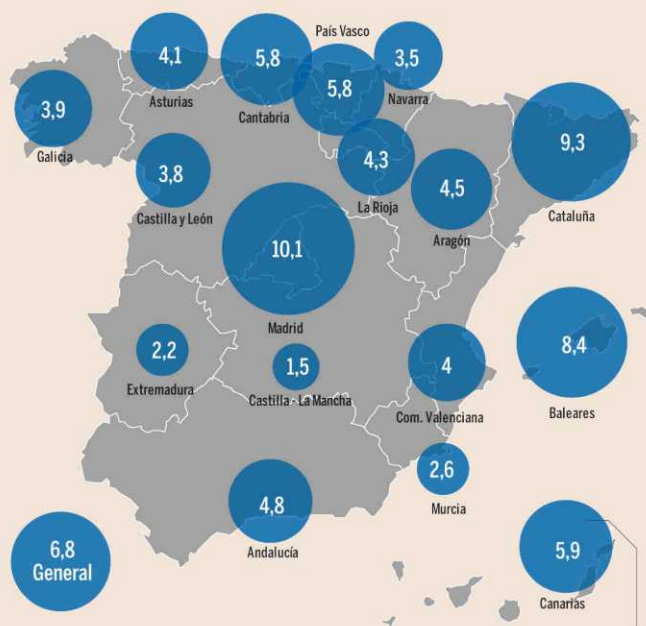 País Vasco
4,1
Asturias
5,8
Cantabria
5,8
3,5
Navarra
3,9
Galicia
9,3
Cataluña
3,8
Castilla y León
4,3
La Rioja
4,5
Aragón
10,1
Madrid
2,2
Extremadura
1,5
Castilla - La Mancha
4
Com. Valenciana
8,4
Baleares
2,6
Murcia
4,8
Andalucía
6,8
General
5,9
Canarias